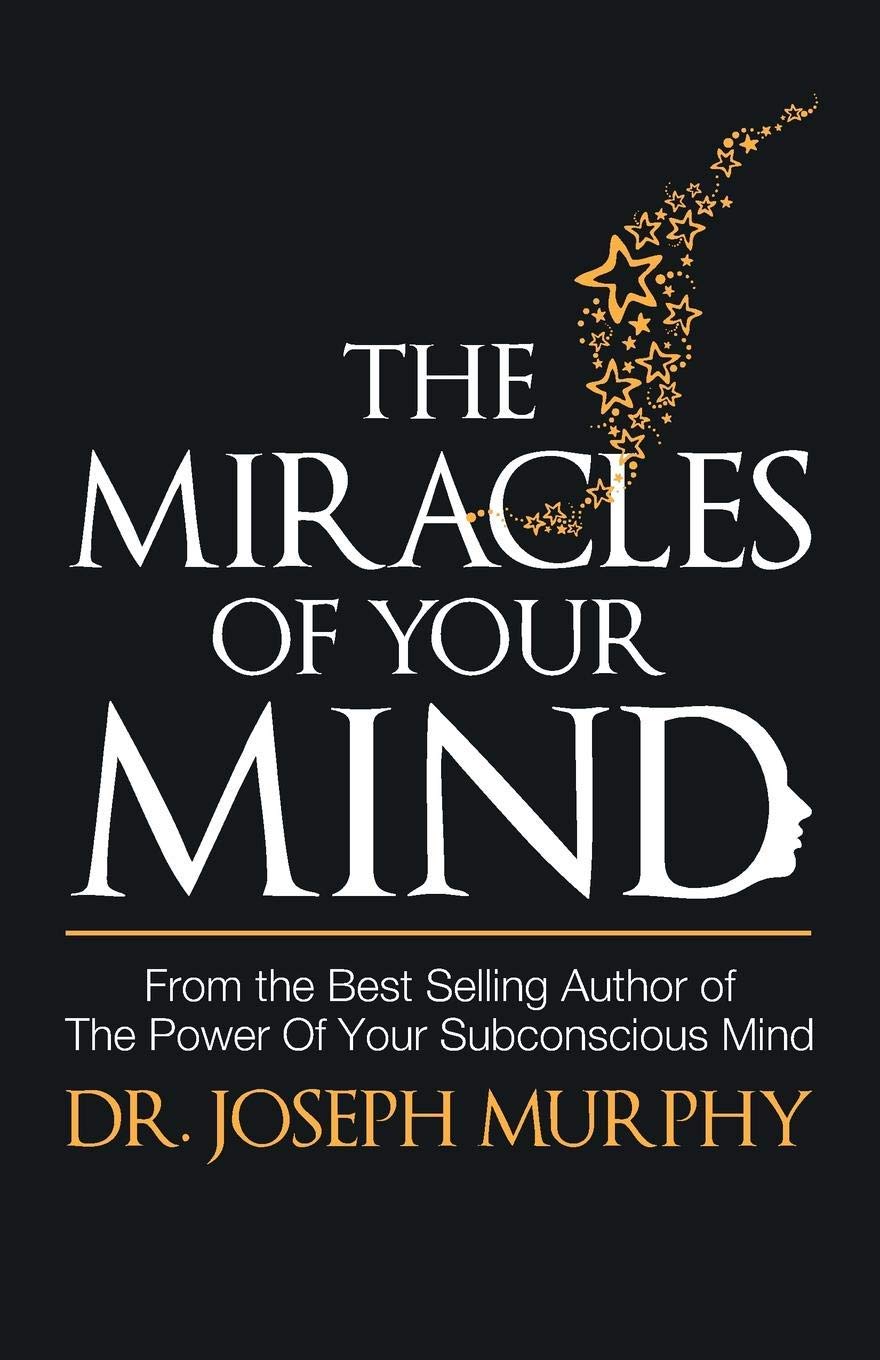 THE
MIRACLES
OF YOUR
MIND
From the Best Selling Author of
The Power Of Your Subconscious Mind
DR. JOSEPH MURPHY